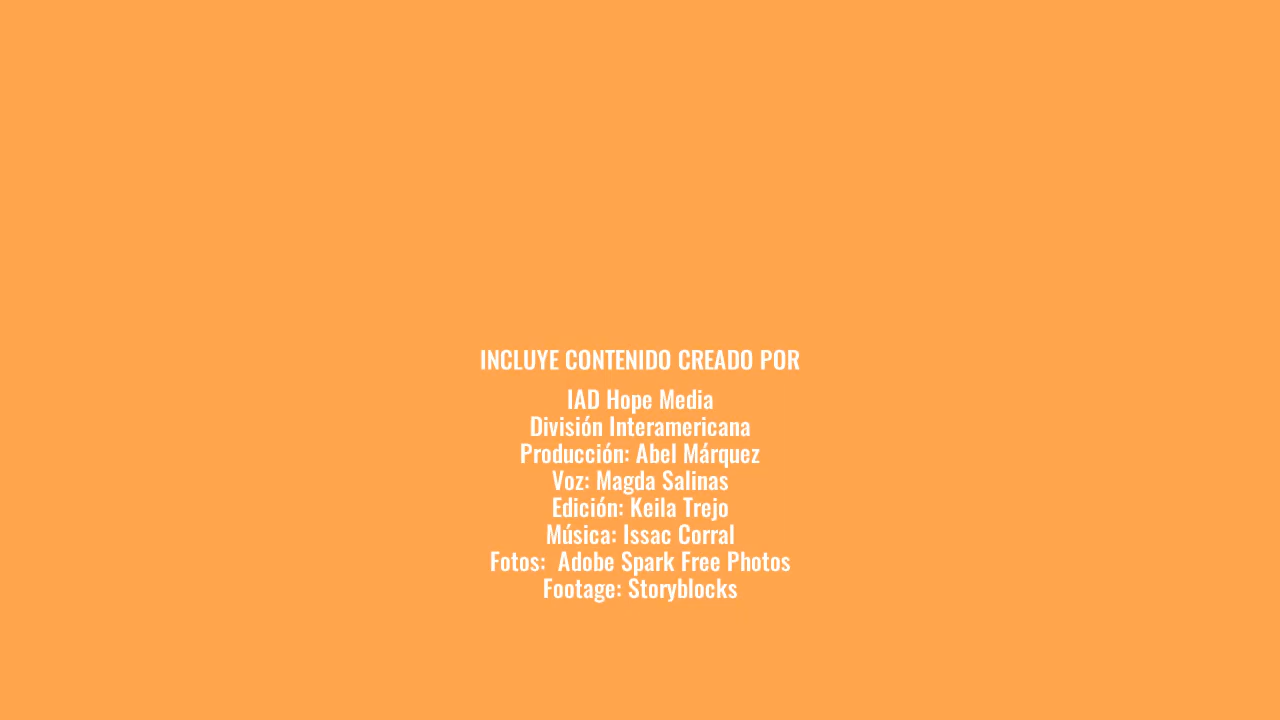 INCLUYE CONTENIDO CREADO POR
IAD Hope Media
División Interamericana
Producción: Abel Márquez
Voz: Magda Salinas
Edición: Keila Trejo
Música: Issac Corral
Fotos:  Adobe Spark Free Photos
Footage: Storyblocks